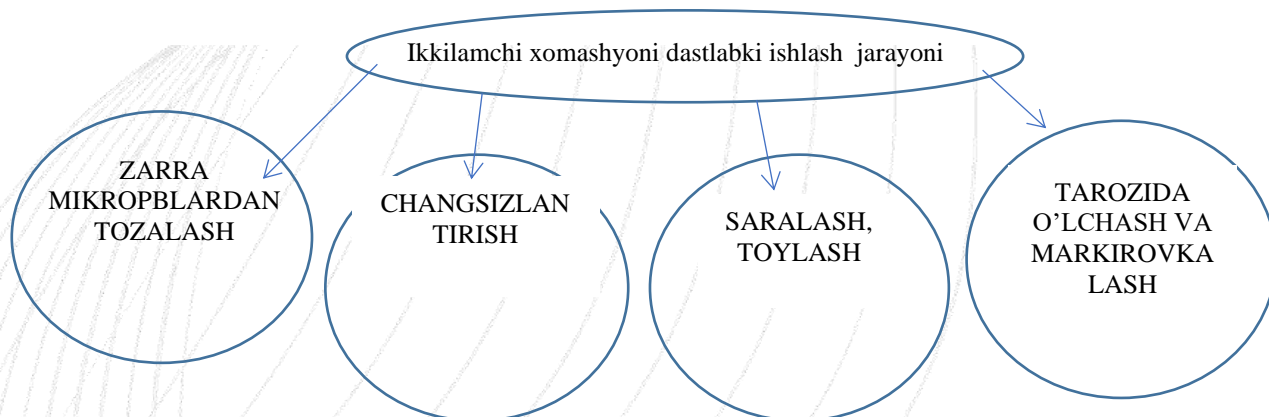 Ikkilamchi xomashyoni dastlabki ishlash jarayoni
ZARRA
MIKROPBLARDAN
TOZALASH
CHANGSIZLAN
TIRISH
SARALASH,
TOYLASH
TAROZIDA
O’LCHASH VA
MARKIROVKA
LASH